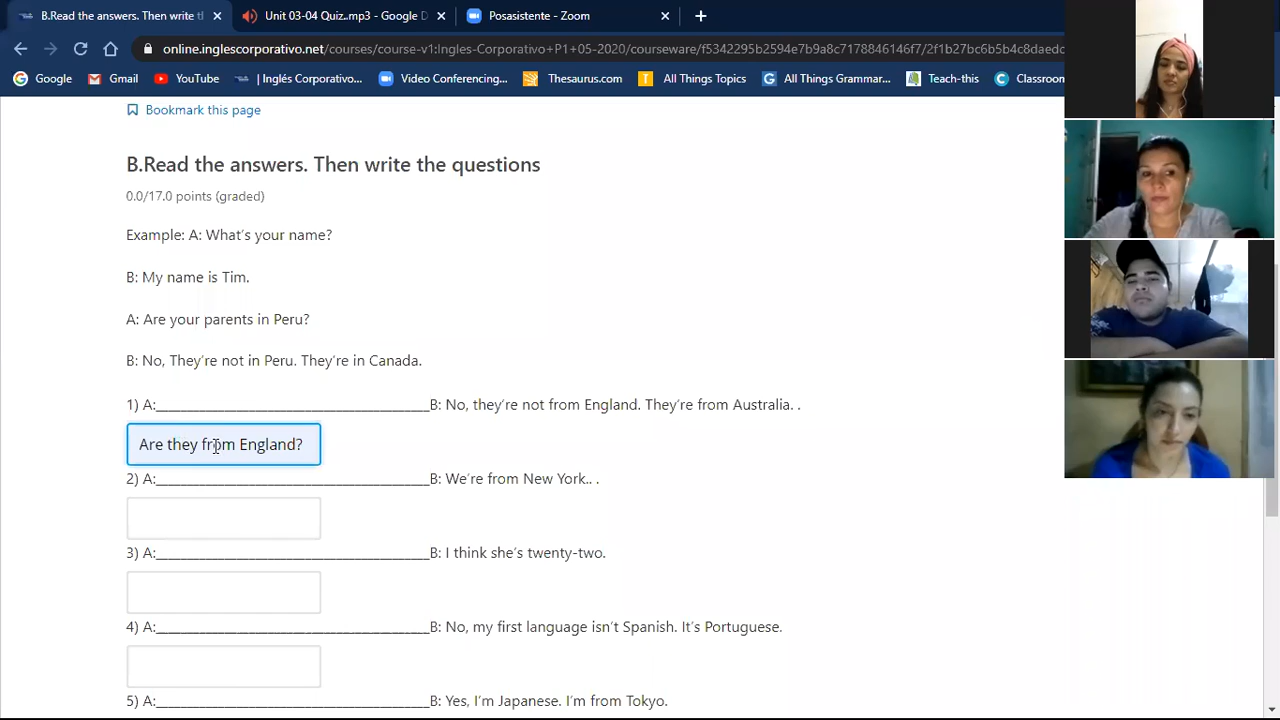 B.Read the answers. Then write tl
Unit 03-04 Quiz..mp3 - Google D
Posasistente - Zoom
online.inglescorporativo.net/courses/course-v1:Ingles-Corporativo+P1+05-2020/courseware/f5342295b2594e7b9a8c7178846146f7/2f1b27bc6b5b4c8daedc
Google
Gmail
YouTube
| Inglés Corporativo...
Video Conferencing...
Thesaurus.com
All Things Topics
All Things Grammar...
Teach-this
Classroom
Bookmark this page
B.Read the answers. Then write the questions
0.0/17.0 points (graded)
Example: A: What's your name?
B: My name is Tim.
A: Are your parents in Peru?
B: No, They're not in Peru. They're in Canada.
1) A:__________________________________B: No, they're not from England. They're from Australia. .
Are they from England?
2) A:__________________________________B: We're from New York.. .
3) A:__________________________________B: I think she's twenty-two.
4) A:__________________________________B: No, my first language isn't Spanish. It's Portuguese.
5) A:__________________________________B: Yes, I'm Japanese. I'm from Tokyo.